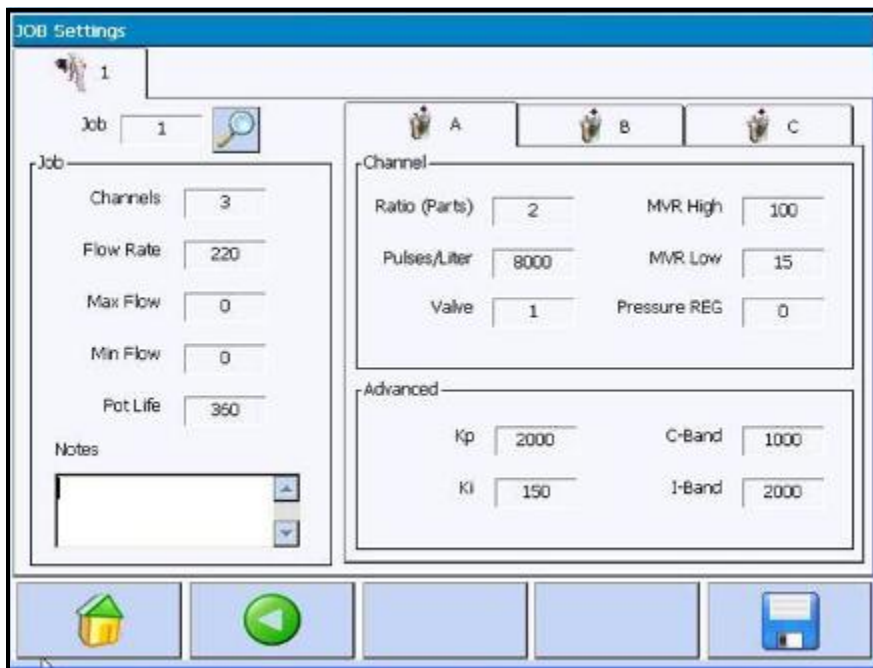 JOB Settings
1
Job 1
A B C
Job
Channels 3
Flow Rate 220
Max Flow 0
Min Flow 0
Pot Life 360
Notes
Channel
Ratio (Parts) 2 MVR High 100
Pulses/Liter 8000 MVR Low 15
Valve 1 Pressure REG 0
Advanced
Kp 2000 C-Band 1000
Ki 150 I-Band 2000